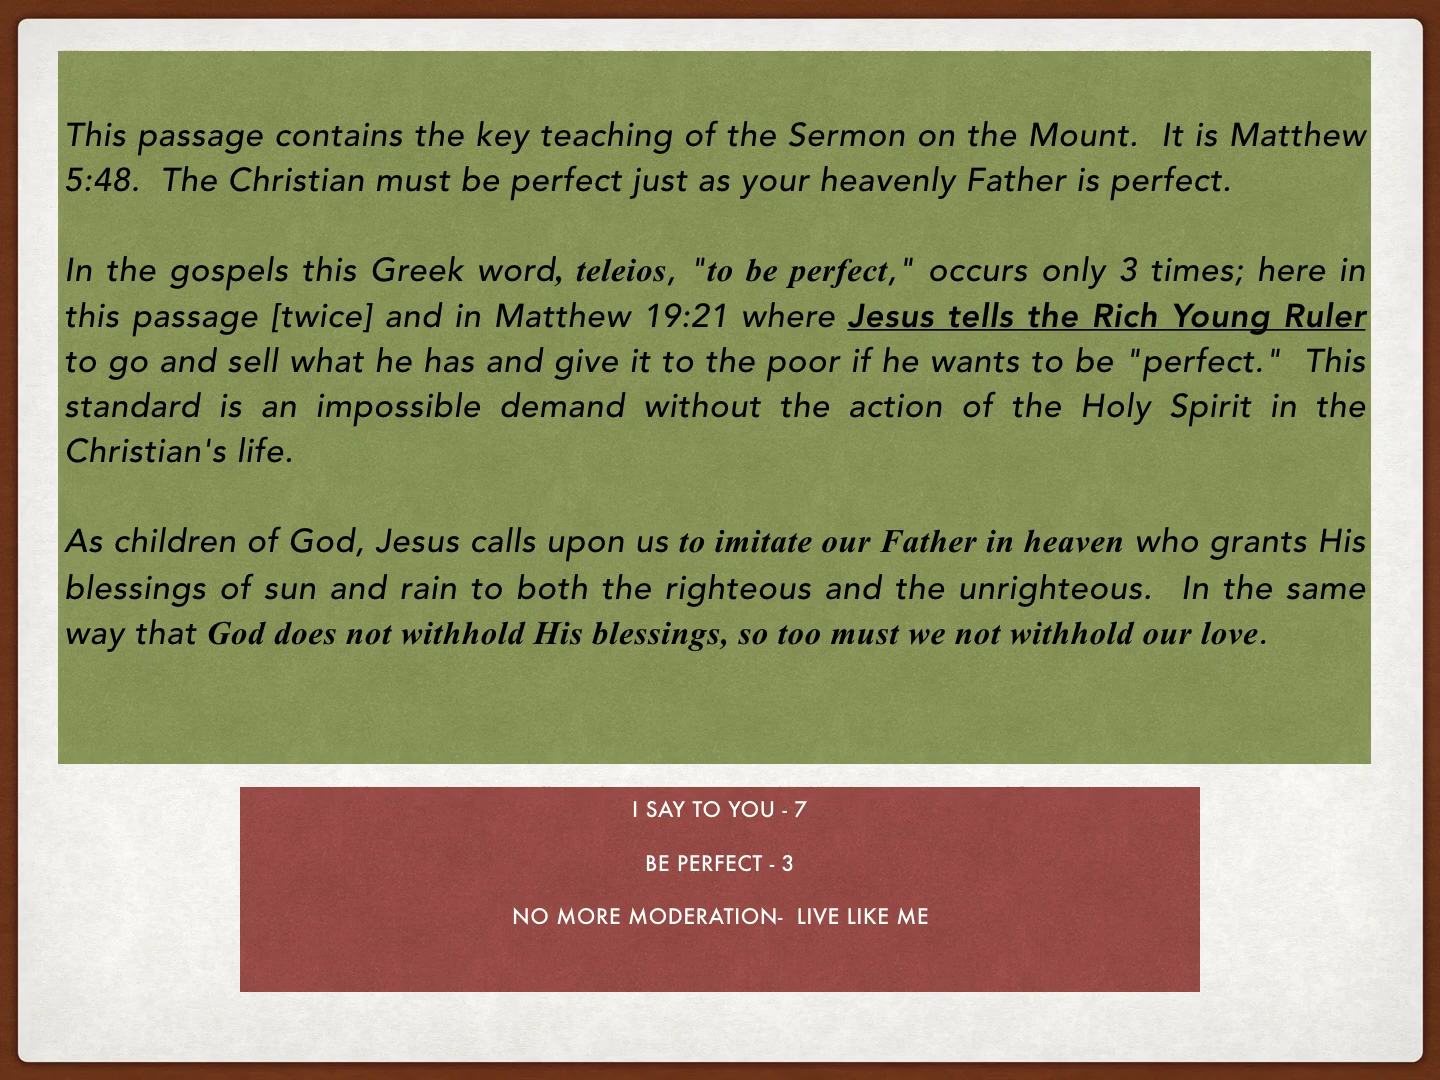 This passage contains the key teaching of the Sermon on the Mount.  It is Matthew
5:48.  The Christian must be perfect just as your heavenly Father is perfect.
In the gospels this Greek word, teleios, "to be perfect," occurs only 3 times; here in
this passage [twice] and in Matthew 19:21 where Jesus tells the Rich Young Ruler
to go and sell what he has and give it to the poor if he wants to be "perfect."  This
standard is an impossible demand without the action of the Holy Spirit in the
Christian's life.
As children of God, Jesus calls upon us to imitate our Father in heaven who grants His
blessings of sun and rain to both the righteous and the unrighteous.  In the same
way that God does not withhold His blessings, so too must we not withhold our love.
I SAY TO YOU - 7
BE PERFECT - 3
NO MORE MODERATION-  LIVE LIKE ME